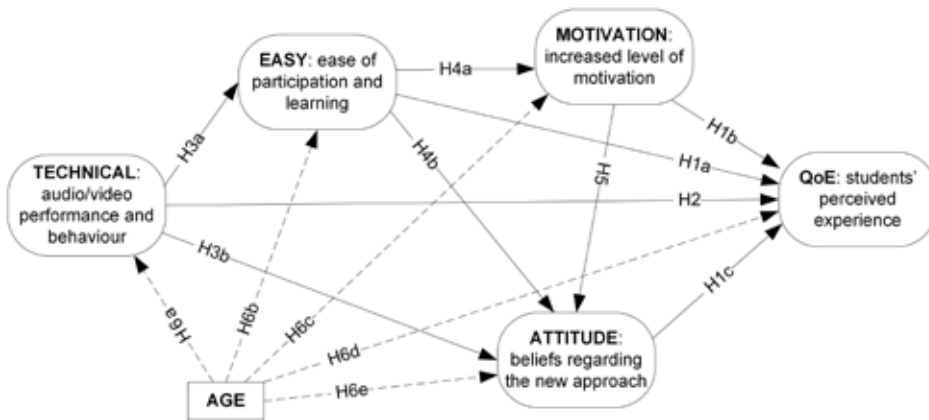 MOTIVATION:
increased level of
motivation
EASY: ease of
participation and
learning
H4a
H1b
H3a
H4b
H1a
H5
TECHNICAL:
audio/video
performance and
behaviour
H2
QoE: students'
perceived
experience
H3b
H1c
H6a
H6b
H6c
H6d
H6e
ATTITUDE:
beliefs regarding
the new approach
AGE